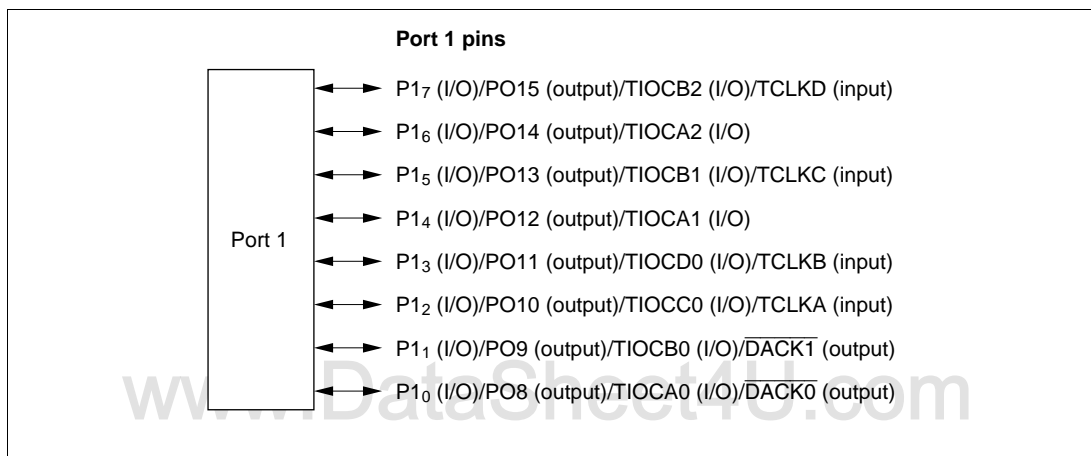 Port 1 pins
P1₇ (I/O)/PO15 (output)/TIOCB2 (I/O)/TCLKD (input)
P1₆ (I/O)/PO14 (output)/TIOCA2 (I/O)
P1₅ (I/O)/PO13 (output)/TIOCB1 (I/O)/TCLKC (input)
P1₄ (I/O)/PO12 (output)/TIOCA1 (I/O)
Port 1
P1₃ (I/O)/PO11 (output)/TIOCD0 (I/O)/TCLKB (input)
P1₂ (I/O)/PO10 (output)/TIOCC0 (I/O)/TCLKA (input)
P1₁ (I/O)/PO9 (output)/TIOCB0 (I/O)/D̅A̅C̅K̅1̅ (output)
P1₀ (I/O)/PO8 (output)/TIOCA0 (I/O)/D̅A̅C̅K̅0̅ (output)
www.DataSheet4U.com